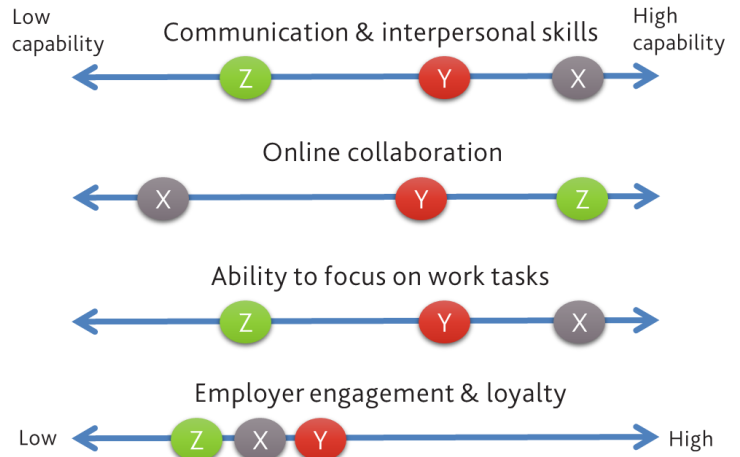 Low
capability
Communication & interpersonal skills
High
capability
Z Y X
Online collaboration
X Y Z
Ability to focus on work tasks
Z Y X
Employer engagement & loyalty
Low Z X Y High